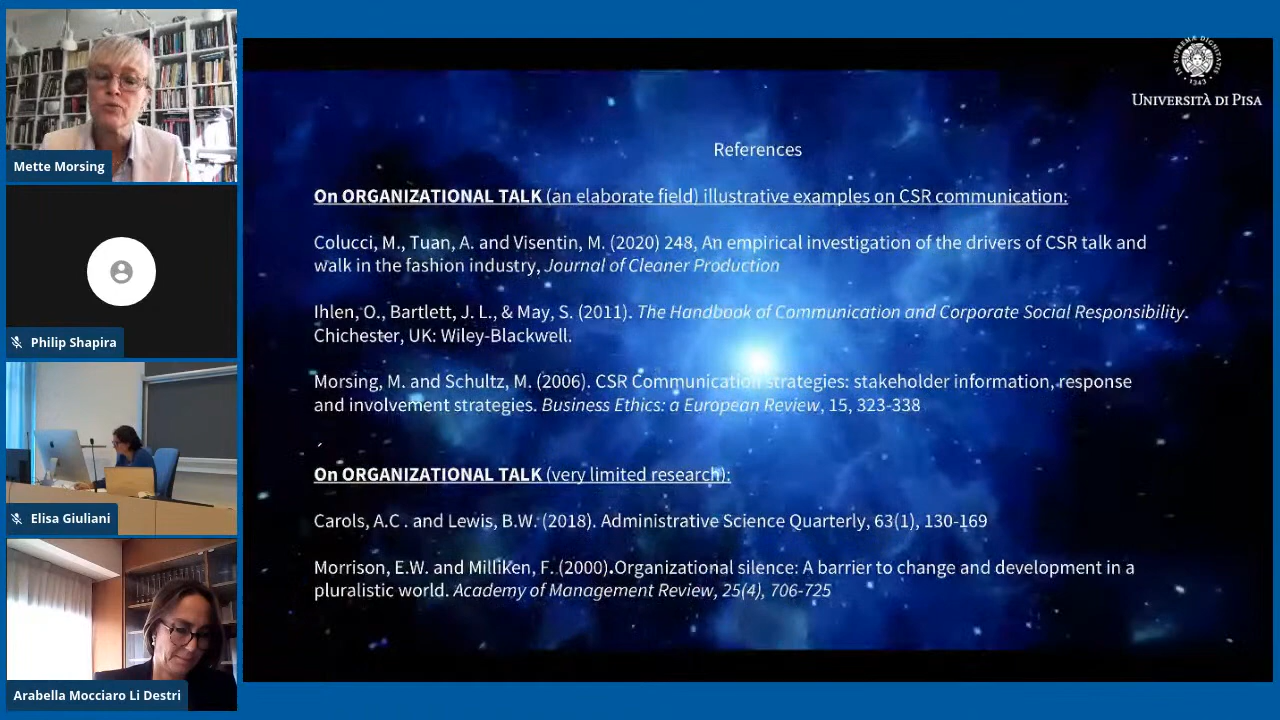 Mette Morsing
Philip Shapira
Elisa Giuliani
Arabella Mocciaro Li Destri
IN SUPREMÆ DIGNITATIS
1343
UNIVERSITÀ DI PISA
References
On ORGANIZATIONAL TALK (an elaborate field) illustrative examples on CSR communication:
Colucci, M., Tuan, A. and Visentin, M. (2020) 248, An empirical investigation of the drivers of CSR talk and
walk in the fashion industry, Journal of Cleaner Production
Ihlen, O., Bartlett, J. L., & May, S. (2011). The Handbook of Communication and Corporate Social Responsibility.
Chichester, UK: Wiley-Blackwell.
Morsing, M. and Schultz, M. (2006). CSR Communication strategies: stakeholder information, response
and involvement strategies. Business Ethics: a European Review, 15, 323-338
On ORGANIZATIONAL TALK (very limited research):
Carols, A.C . and Lewis, B.W. (2018). Administrative Science Quarterly, 63(1), 130-169
Morrison, E.W. and Milliken, F. (2000).Organizational silence: A barrier to change and development in a
pluralistic world. Academy of Management Review, 25(4), 706-725